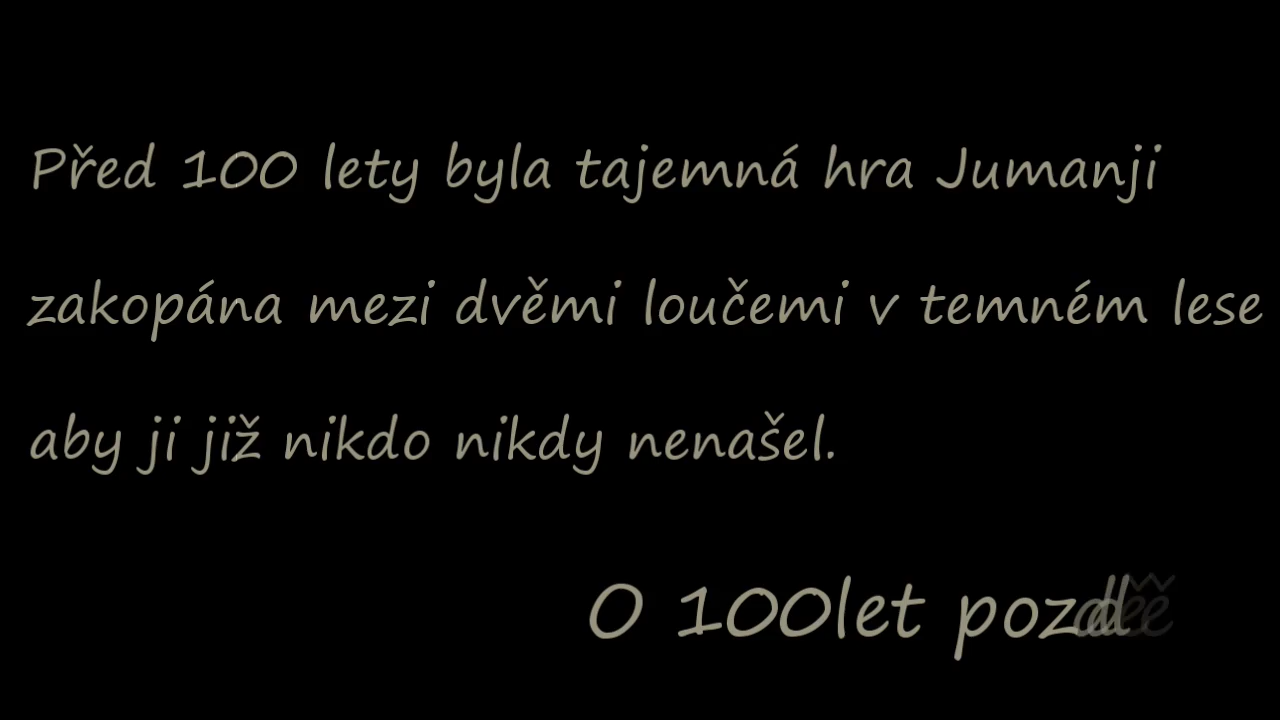 Před 100 lety byla tajemná hra Jumanji
zakopána mezi dvěmi loučemi v temném lese
aby ji již nikdo nikdy nenašel.
O 100let pozdě